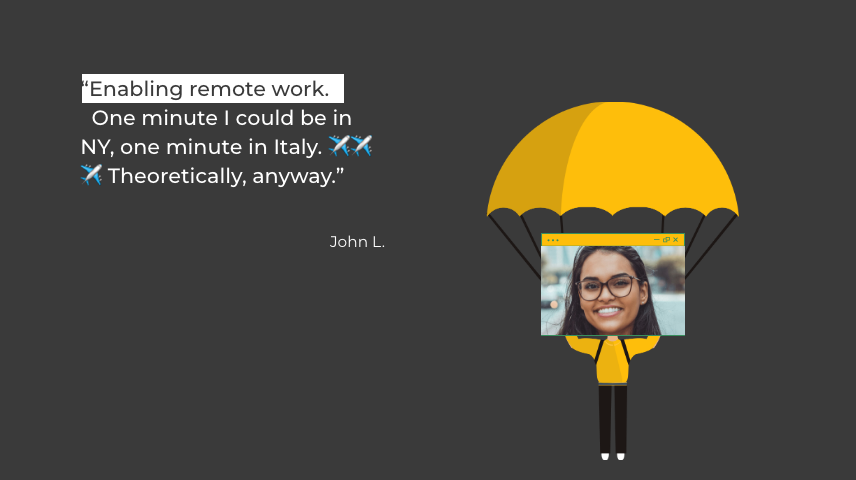 “Enabling remote work.
One minute I could be in
NY, one minute in Italy. ✈️✈️
✈️ Theoretically, anyway.”
John L.